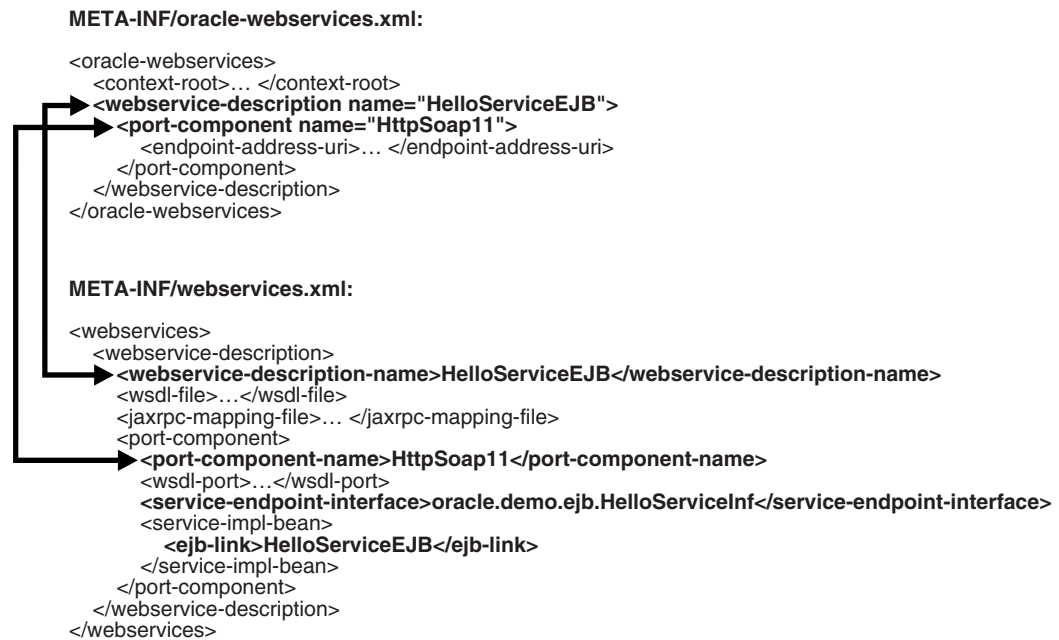 META-INF/oracle-webservices.xml:
<oracle-webservices>
<context-root>… </context-root>
<webservice-description name="HelloServiceEJB">
<port-component name="HttpSoap11">
<endpoint-address-uri>… </endpoint-address-uri>
</port-component>
</webservice-description>
</oracle-webservices>
META-INF/webservices.xml:
<webservices>
<webservice-description>
<webservice-description-name>HelloServiceEJB</webservice-description-name>
<wsdl-file>…</wsdl-file>
<jaxrpc-mapping-file>… </jaxrpc-mapping-file>
<port-component>
<port-component-name>HttpSoap11</port-component-name>
<wsdl-port>…</wsdl-port>
<service-endpoint-interface>oracle.demo.ejb.HelloServiceInf</service-endpoint-interface>
<service-impl-bean>
<ejb-link>HelloServiceEJB</ejb-link>
</service-impl-bean>
</port-component>
</webservice-description>
</webservices>